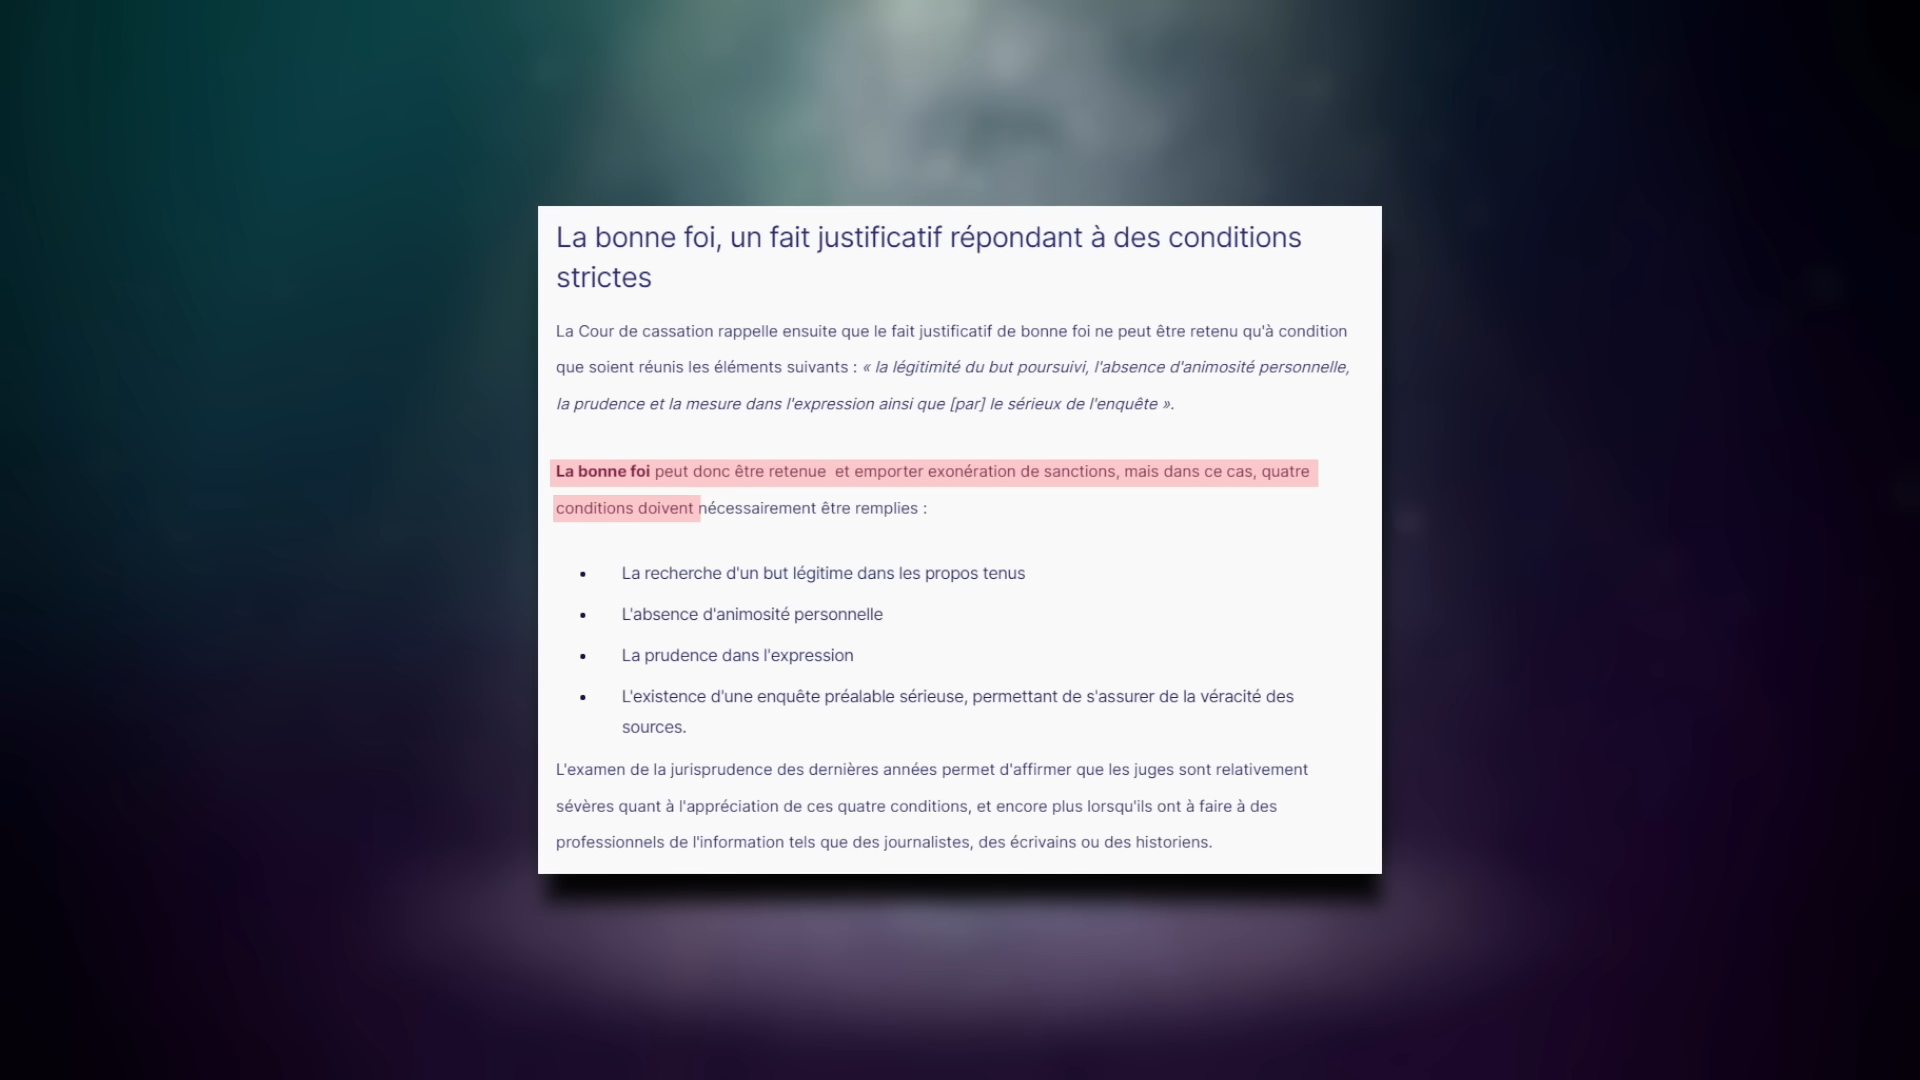 La bonne foi, un fait justificatif répondant à des conditions
strictes
La Cour de cassation rappelle ensuite que le fait justificatif de bonne foi ne peut être retenu qu'à condition
que soient réunis les éléments suivants : « la légitimité du but poursuivi, l'absence d'animosité personnelle,
la prudence et la mesure dans l'expression ainsi que [par] le sérieux de l'enquête ».
La bonne foi peut donc être retenue et emporter exonération de sanctions, mais dans ce cas, quatre
conditions doivent nécessairement être remplies :
• La recherche d'un but légitime dans les propos tenus
• L'absence d'animosité personnelle
• La prudence dans l'expression
• L'existence d'une enquête préalable sérieuse, permettant de s'assurer de la véracité des
sources.
L'examen de la jurisprudence des dernières années permet d'affirmer que les juges sont relativement
sévères quant à l'appréciation de ces quatre conditions, et encore plus lorsqu'ils ont à faire à des
professionnels de l'information tels que des journalistes, des écrivains ou des historiens.